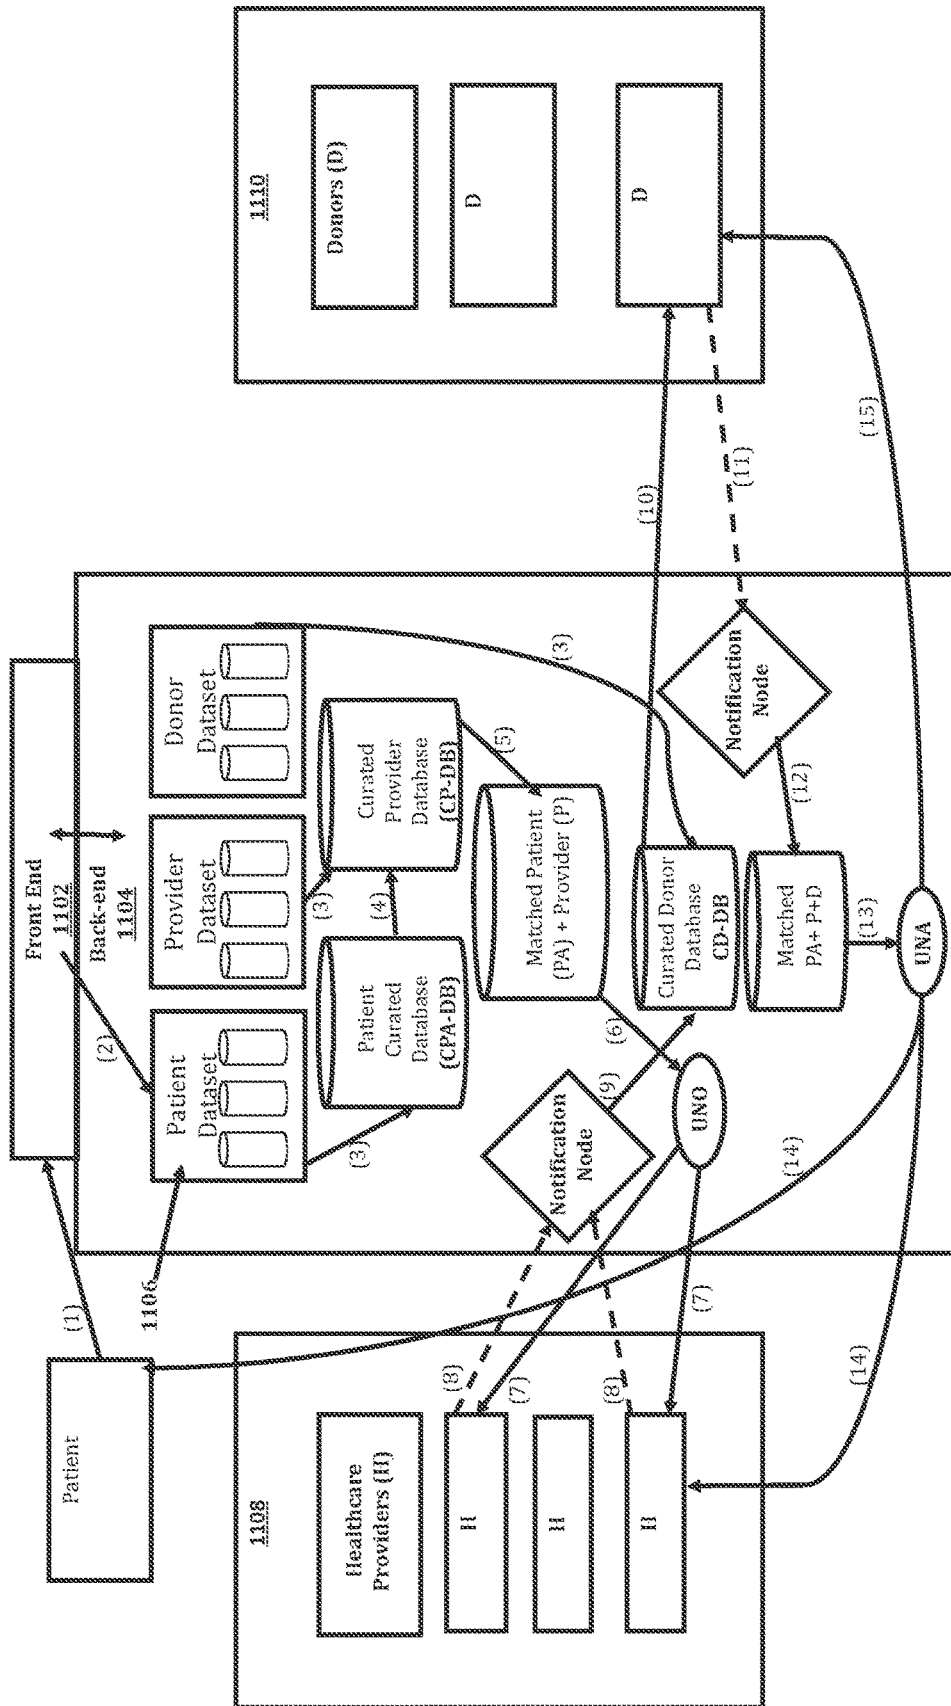 Patient
(1)
Front End
1102
Back-end
1104
(2)
1106
Patient
Dataset
Provider
Dataset
Donor
Dataset
(3)
(3)
(3)
Patient
Curated
Database
(CPA-DB)
(4)
Curated
Provider
Database
(CP-DB)
(5)
Matched Patient
(PA) + Provider (P)
(6)
UNO
(7)
(7)
1108
Healthcare
Providers (H)
H
H
H
(8)
(8)
Notification
Node
(9)
Curated Donor
Database
CD-DB
(10)
1110
Donors (D)
D
D
(11)
Notification
Node
(12)
Matched
PA+ P+D
(13)
UNA
(14)
(14)
(15)